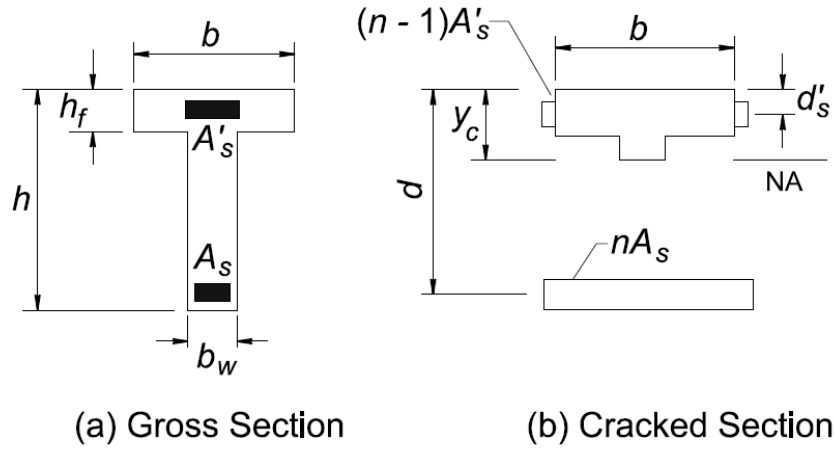 b
h_f
A'_s
h
A_s
b_w
(a) Gross Section
(n - 1)A'_s
b
d'_s
y_c
NA
d
nA_s
(b) Cracked Section